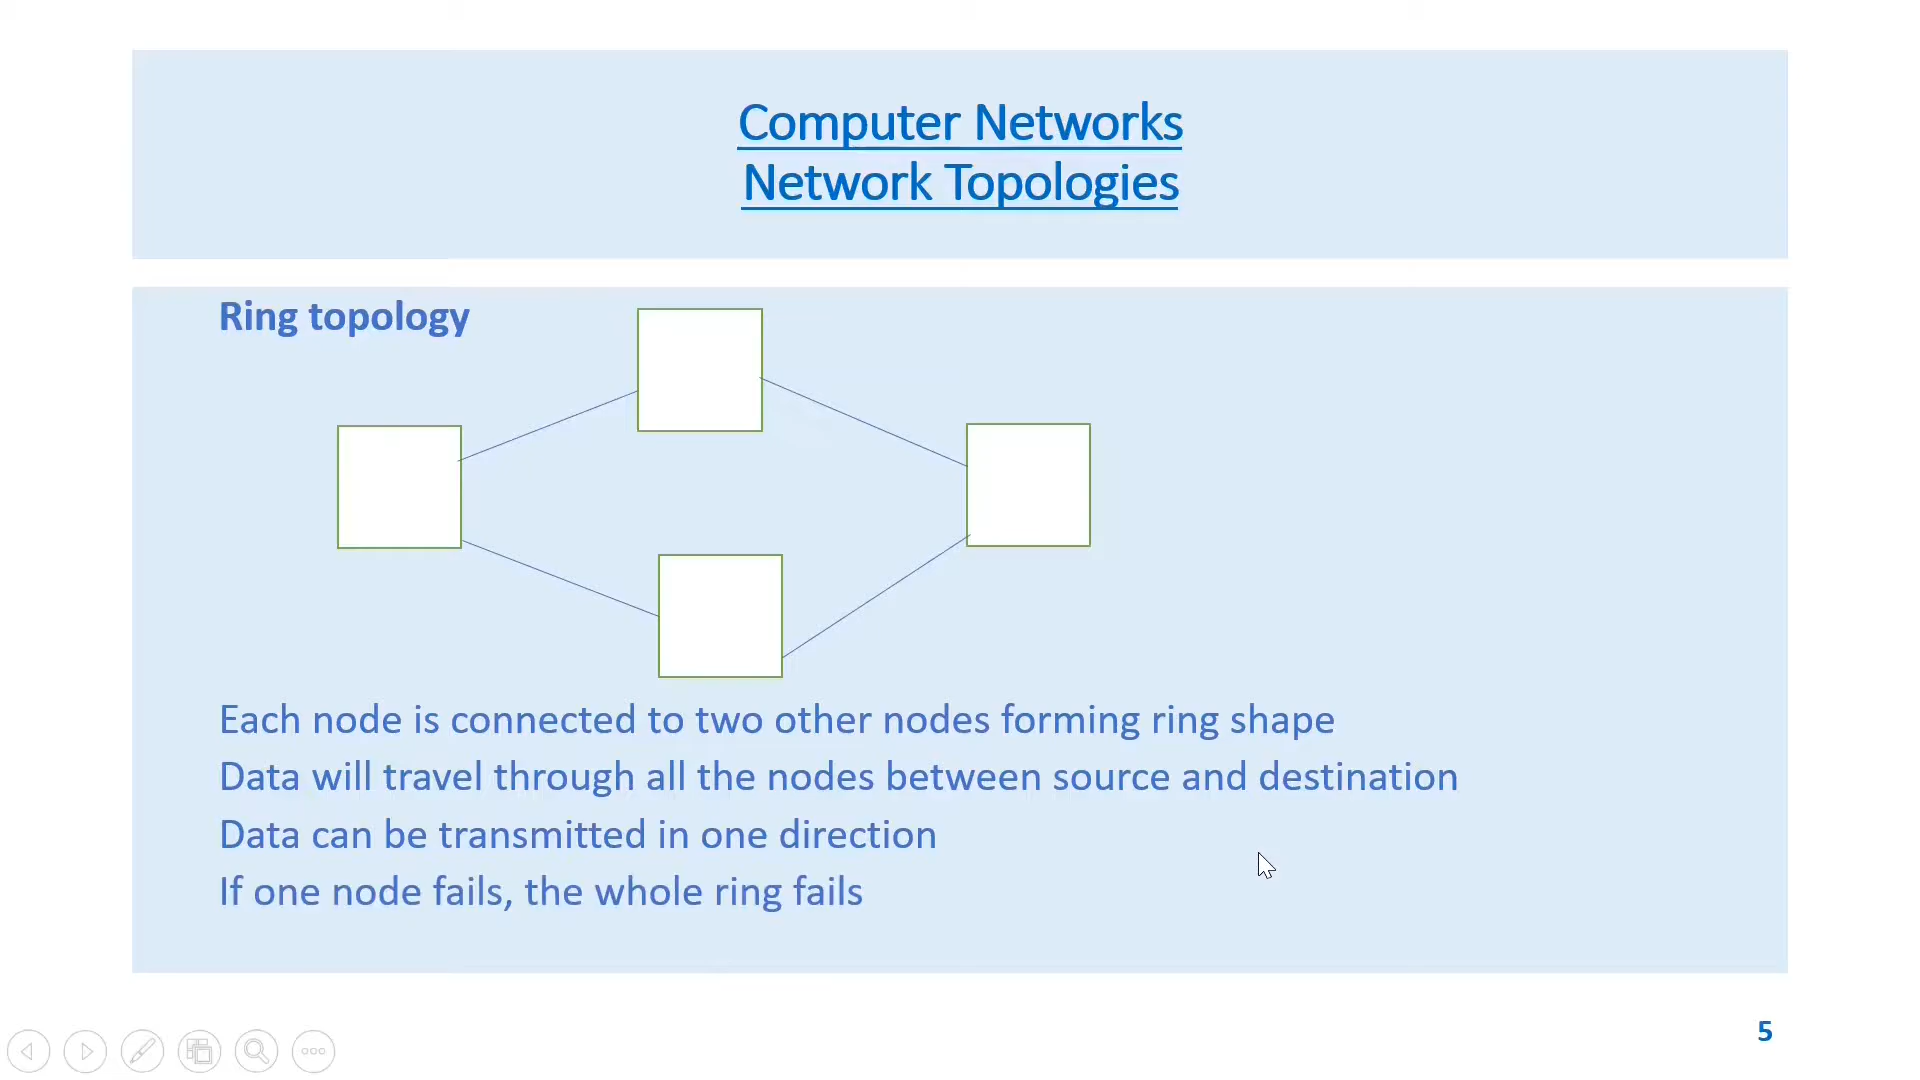 Computer Networks
Network Topologies
Ring topology
Each node is connected to two other nodes forming ring shape
Data will travel through all the nodes between source and destination
Data can be transmitted in one direction
If one node fails, the whole ring fails
5